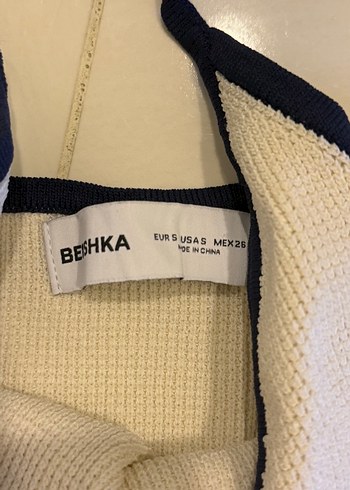 BERSHKA
EUR S USA S MEX 26
MADE IN CHINA